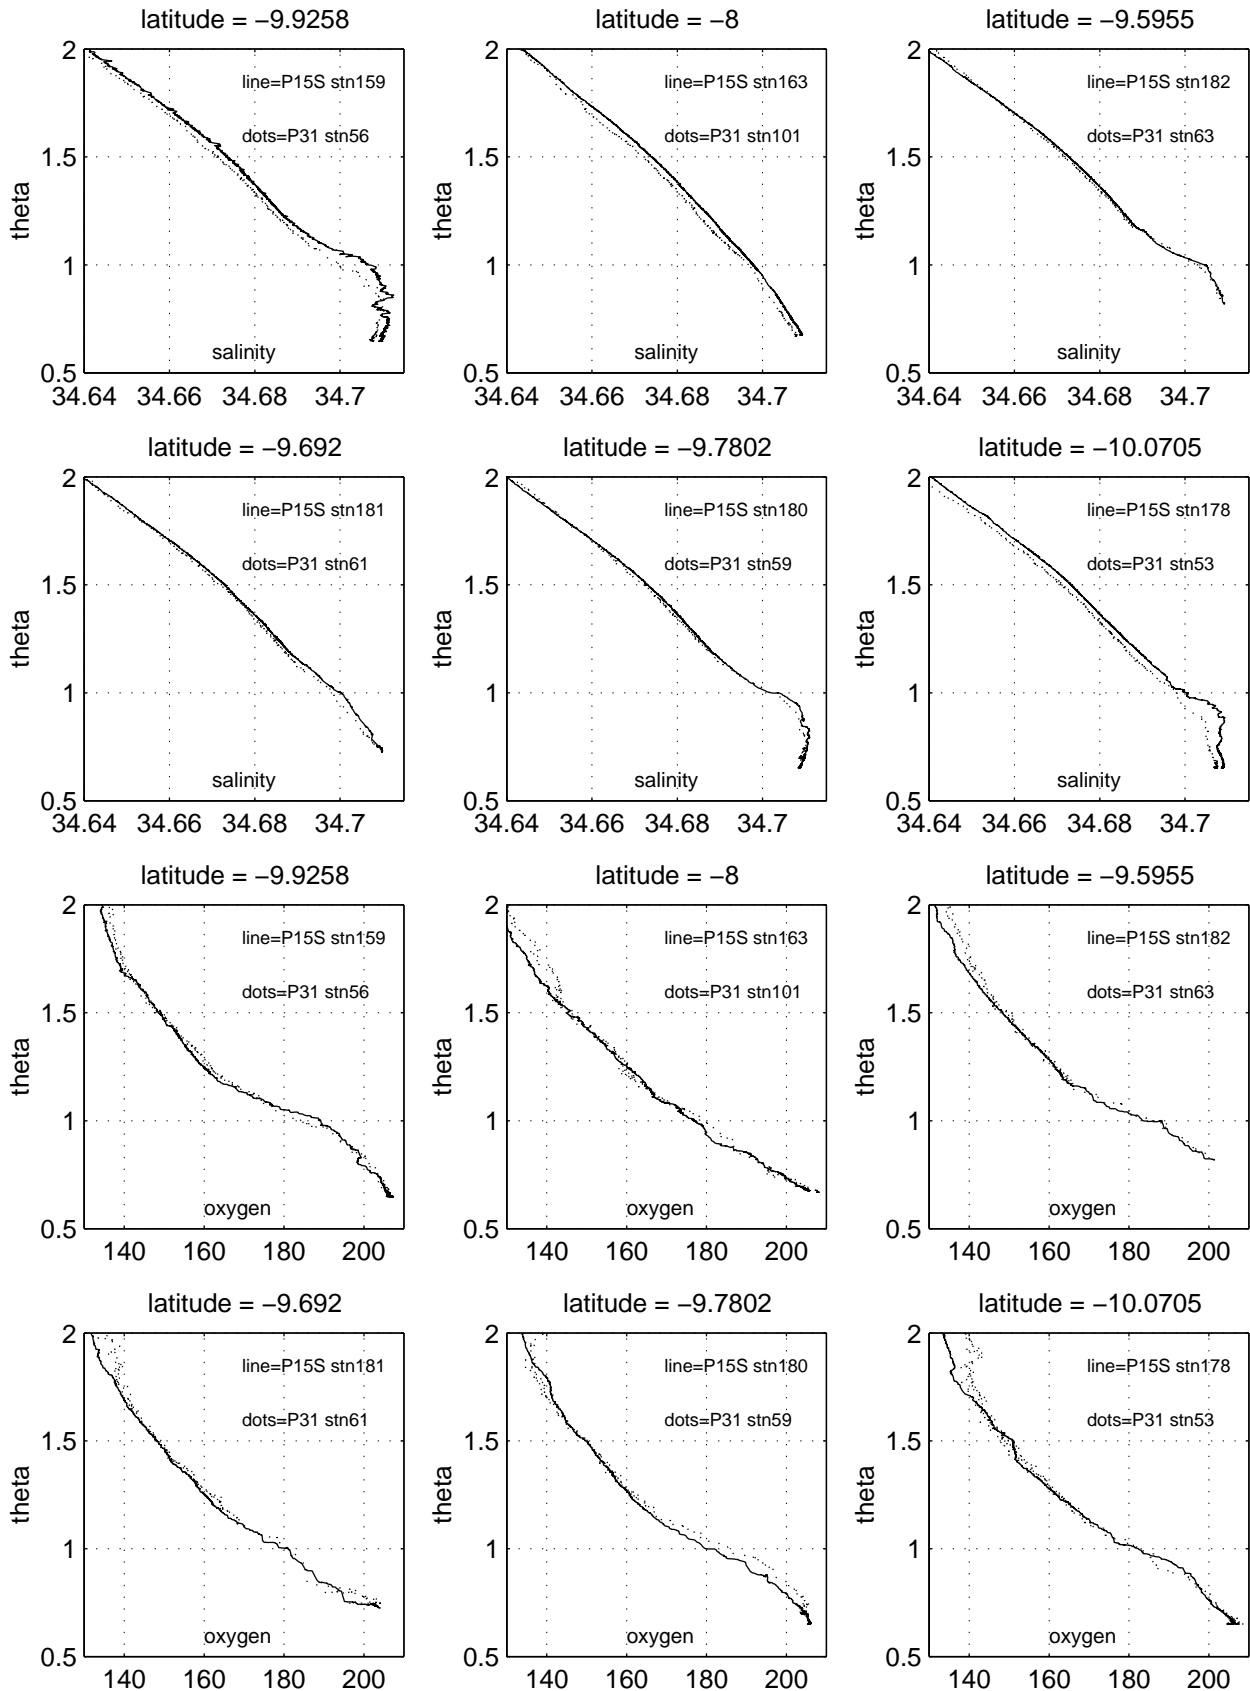 latitude = −9.9258
2
1.5
1
0.5
theta
line=P15S stn159
dots=P31 stn56
salinity
34.64 34.66 34.68 34.7
latitude = −8
2
1.5
1
0.5
theta
line=P15S stn163
dots=P31 stn101
salinity
34.64 34.66 34.68 34.7
latitude = −9.5955
2
1.5
1
0.5
theta
line=P15S stn182
dots=P31 stn63
salinity
34.64 34.66 34.68 34.7
latitude = −9.692
2
1.5
1
0.5
theta
line=P15S stn181
dots=P31 stn61
salinity
34.64 34.66 34.68 34.7
latitude = −9.7802
2
1.5
1
0.5
theta
line=P15S stn180
dots=P31 stn59
salinity
34.64 34.66 34.68 34.7
latitude = −10.0705
2
1.5
1
0.5
theta
line=P15S stn178
dots=P31 stn53
salinity
34.64 34.66 34.68 34.7
latitude = −9.9258
2
1.5
1
0.5
theta
line=P15S stn159
dots=P31 stn56
oxygen
140 160 180 200
latitude = −8
2
1.5
1
0.5
theta
line=P15S stn163
dots=P31 stn101
oxygen
140 160 180 200
latitude = −9.5955
2
1.5
1
0.5
theta
line=P15S stn182
dots=P31 stn63
oxygen
140 160 180 200
latitude = −9.692
2
1.5
1
0.5
theta
line=P15S stn181
dots=P31 stn61
oxygen
140 160 180 200
latitude = −9.7802
2
1.5
1
0.5
theta
line=P15S stn180
dots=P31 stn59
oxygen
140 160 180 200
latitude = −10.0705
2
1.5
1
0.5
theta
line=P15S stn178
dots=P31 stn53
oxygen
140 160 180 200